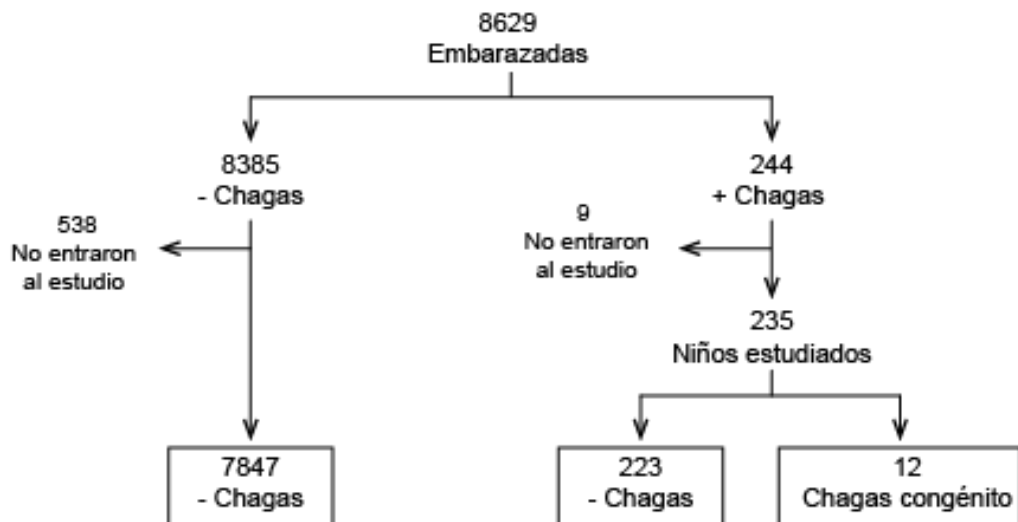 8629
Embarazadas
8385
- Chagas
244
+ Chagas
538
No entraron
al estudio
9
No entraron
al estudio
235
Niños estudiados
7847
- Chagas
223
- Chagas
12
Chagas congénito